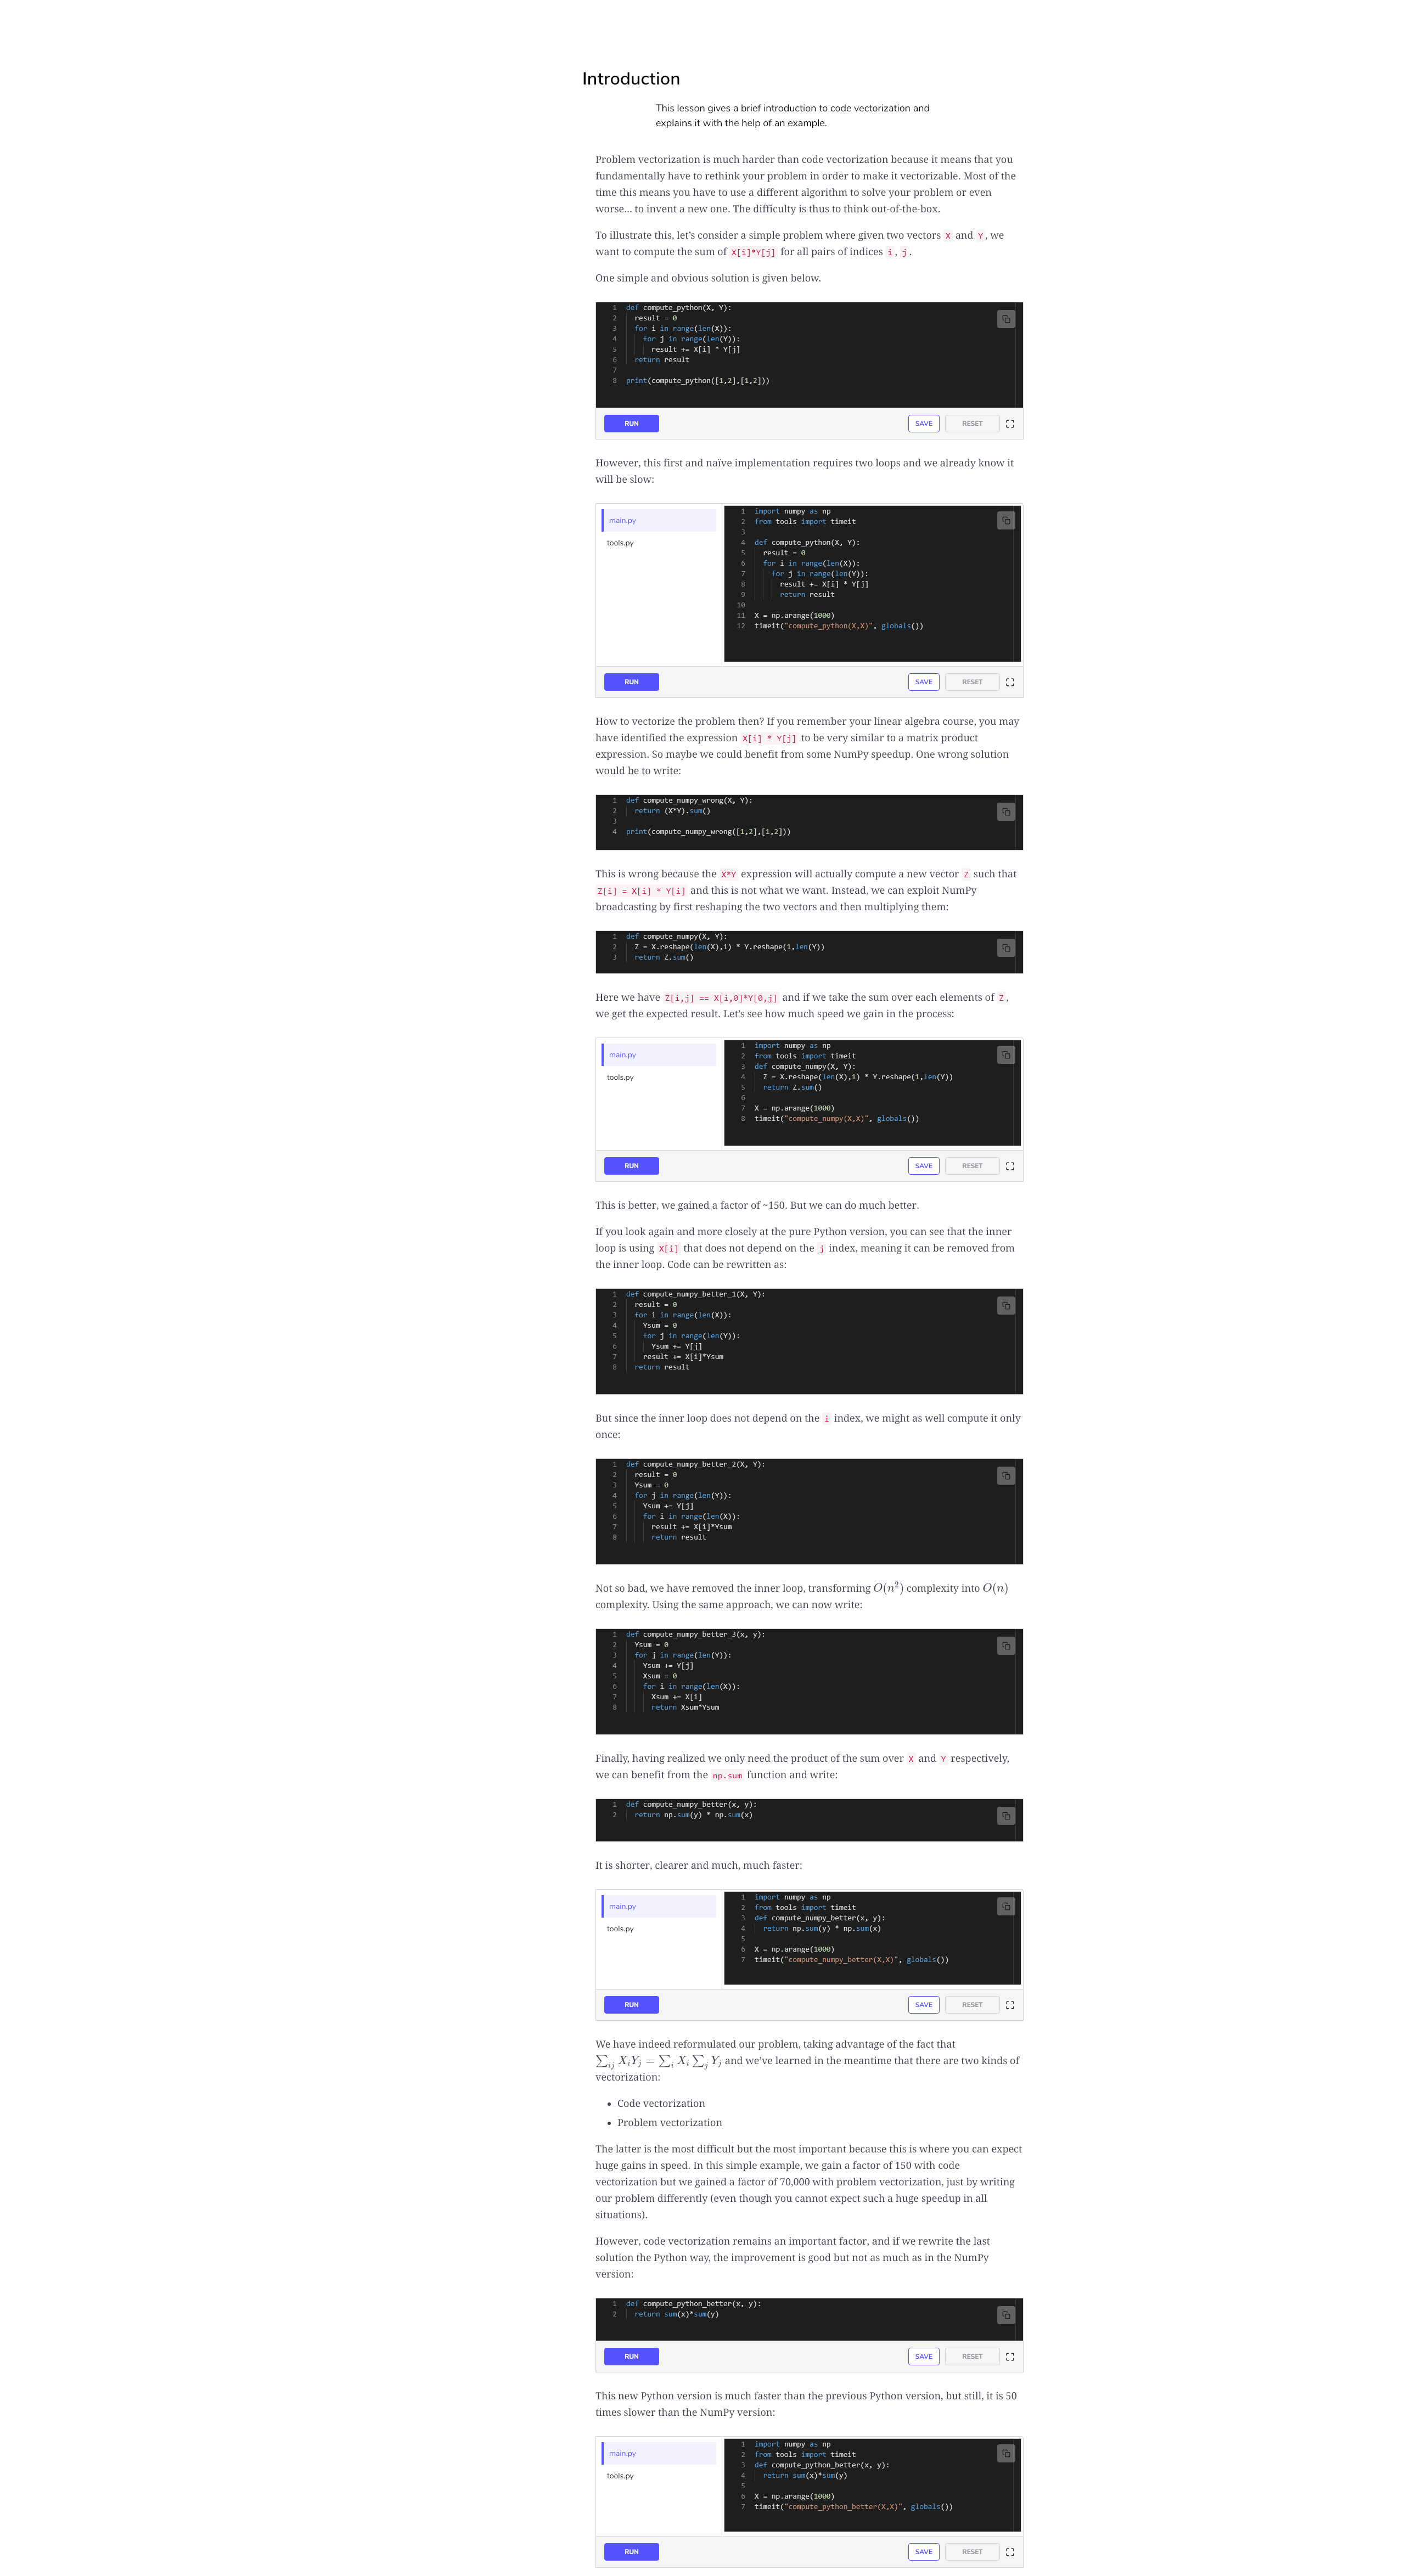 Introduction
This lesson gives a brief introduction to code vectorization and
explains it with the help of an example.
Problem vectorization is much harder than code vectorization because it means that you
fundamentally have to rethink your problem in order to make it vectorizable. Most of the
time this means you have to use a different algorithm to solve your problem or even
worse... to invent a new one. The difficulty is thus to think out-of-the-box.
To illustrate this, let’s consider a simple problem where given two vectors X and Y, we
want to compute the sum of X[i]*Y[j] for all pairs of indices i, j.
One simple and obvious solution is given below.
1 def compute_python(X, Y):
2   result = 0
3   for i in range(len(X)):
4     for j in range(len(Y)):
5       result += X[i] * Y[j]
6   return result
7
8 print(compute_python([1,2],[1,2]))
RUN SAVE RESET
However, this first and naïve implementation requires two loops and we already know it
will be slow:
main.py
tools.py
1 import numpy as np
2 from tools import timeit
3
4 def compute_python(X, Y):
5   result = 0
6   for i in range(len(X)):
7     for j in range(len(Y)):
8       result += X[i] * Y[j]
9       return result
10
11 X = np.arange(1000)
12 timeit("compute_python(X,X)", globals())
RUN SAVE RESET
How to vectorize the problem then? If you remember your linear algebra course, you may
have identified the expression X[i] * Y[j] to be very similar to a matrix product
expression. So maybe we could benefit from some NumPy speedup. One wrong solution
would be to write:
1 def compute_numpy_wrong(X, Y):
2   return (X*Y).sum()
3
4 print(compute_numpy_wrong([1,2],[1,2]))
This is wrong because the X*Y expression will actually compute a new vector Z such that
Z[i] = X[i] * Y[i] and this is not what we want. Instead, we can exploit NumPy
broadcasting by first reshaping the two vectors and then multiplying them:
1 def compute_numpy(X, Y):
2   Z = X.reshape(len(X),1) * Y.reshape(1,len(Y))
3   return Z.sum()
Here we have Z[i,j] == X[i,0]*Y[0,j] and if we take the sum over each elements of Z,
we get the expected result. Let’s see how much speed we gain in the process:
main.py
tools.py
1 import numpy as np
2 from tools import timeit
3 def compute_numpy(X, Y):
4   Z = X.reshape(len(X),1) * Y.reshape(1,len(Y))
5   return Z.sum()
6
7 X = np.arange(1000)
8 timeit("compute_numpy(X,X)", globals())
RUN SAVE RESET
This is better, we gained a factor of ~150. But we can do much better.
If you look again and more closely at the pure Python version, you can see that the inner
loop is using X[i] that does not depend on the j index, meaning it can be removed from
the inner loop. Code can be rewritten as:
1 def compute_numpy_better_1(X, Y):
2   result = 0
3   for i in range(len(X)):
4     Ysum = 0
5     for j in range(len(Y)):
6       Ysum += Y[j]
7     result += X[i]*Ysum
8   return result
But since the inner loop does not depend on the i index, we might as well compute it only
once:
1 def compute_numpy_better_2(X, Y):
2   result = 0
3   Ysum = 0
4   for j in range(len(Y)):
5     Ysum += Y[j]
6     for i in range(len(X)):
7       result += X[i]*Ysum
8       return result
Not so bad, we have removed the inner loop, transforming O(n²) complexity into O(n)
complexity. Using the same approach, we can now write:
1 def compute_numpy_better_3(x, y):
2   Ysum = 0
3   for j in range(len(Y)):
4     Ysum += Y[j]
5     Xsum = 0
6     for i in range(len(X)):
7       Xsum += X[i]
8       return Xsum*Ysum
Finally, having realized we only need the product of the sum over X and Y respectively,
we can benefit from the np.sum function and write:
1 def compute_numpy_better(x, y):
2   return np.sum(y) * np.sum(x)
It is shorter, clearer and much, much faster:
main.py
tools.py
1 import numpy as np
2 from tools import timeit
3 def compute_numpy_better(x, y):
4   return np.sum(y) * np.sum(x)
5
6 X = np.arange(1000)
7 timeit("compute_numpy_better(X,X)", globals())
RUN SAVE RESET
We have indeed reformulated our problem, taking advantage of the fact that
∑ij XiYj = ∑i Xi ∑j Yj and we’ve learned in the meantime that there are two kinds of
vectorization:
• Code vectorization
• Problem vectorization
The latter is the most difficult but the most important because this is where you can expect
huge gains in speed. In this simple example, we gain a factor of 150 with code
vectorization but we gained a factor of 70,000 with problem vectorization, just by writing
our problem differently (even though you cannot expect such a huge speedup in all
situations).
However, code vectorization remains an important factor, and if we rewrite the last
solution the Python way, the improvement is good but not as much as in the NumPy
version:
1 def compute_python_better(x, y):
2   return sum(x)*sum(y)
RUN SAVE RESET
This new Python version is much faster than the previous Python version, but still, it is 50
times slower than the NumPy version:
main.py
tools.py
1 import numpy as np
2 from tools import timeit
3 def compute_python_better(x, y):
4   return sum(x)*sum(y)
5
6 X = np.arange(1000)
7 timeit("compute_python_better(X,X)", globals())
RUN SAVE RESET